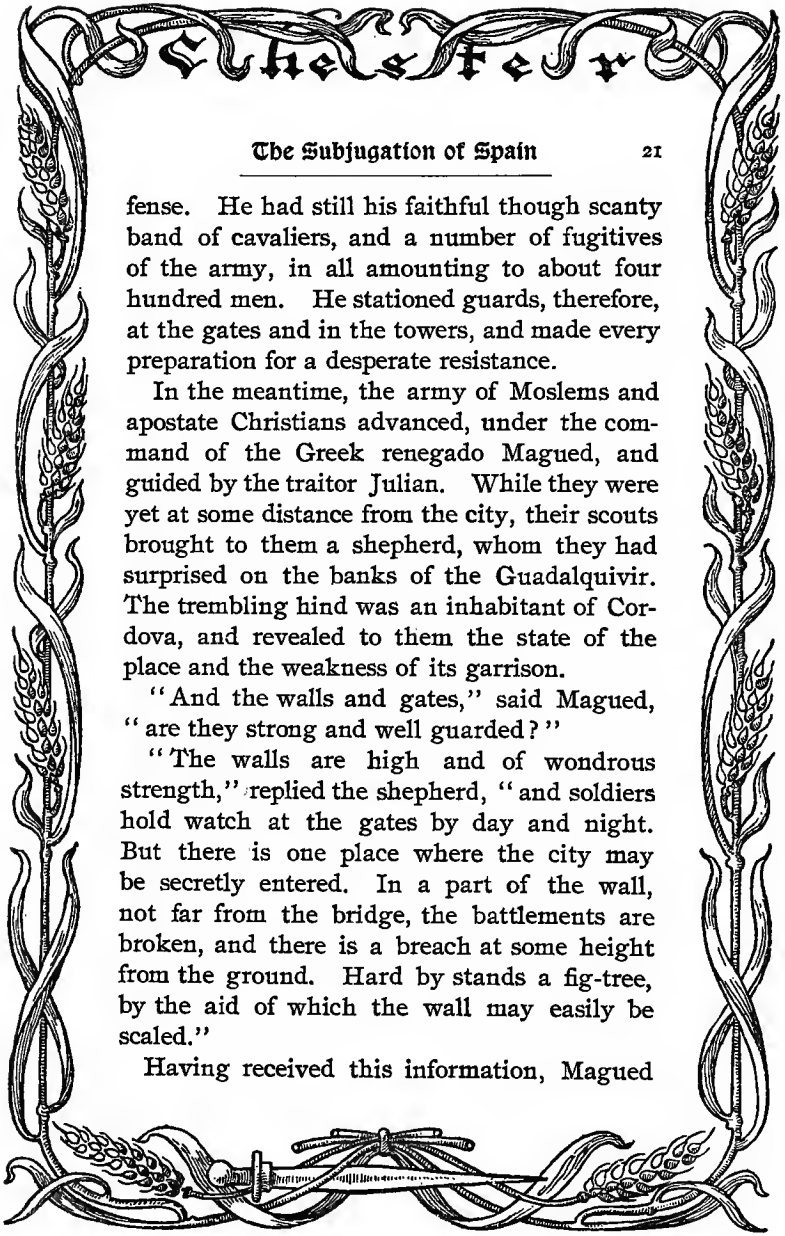 Chester
The Subjugation of Spain 21
fense. He had still his faithful though scanty
band of cavaliers, and a number of fugitives
of the army, in all amounting to about four
hundred men. He stationed guards, therefore,
at the gates and in the towers, and made every
preparation for a desperate resistance.
In the meantime, the army of Moslems and
apostate Christians advanced, under the com-
mand of the Greek renegado Magued, and
guided by the traitor Julian. While they were
yet at some distance from the city, their scouts
brought to them a shepherd, whom they had
surprised on the banks of the Guadalquivir.
The trembling hind was an inhabitant of Cor-
dova, and revealed to them the state of the
place and the weakness of its garrison.
"And the walls and gates," said Magued,
"are they strong and well guarded?"
"The walls are high and of wondrous
strength," replied the shepherd, "and soldiers
hold watch at the gates by day and night.
But there is one place where the city may
be secretly entered. In a part of the wall,
not far from the bridge, the battlements are
broken, and there is a breach at some height
from the ground. Hard by stands a fig-tree,
by the aid of which the wall may easily be
scaled."
Having received this information, Magued